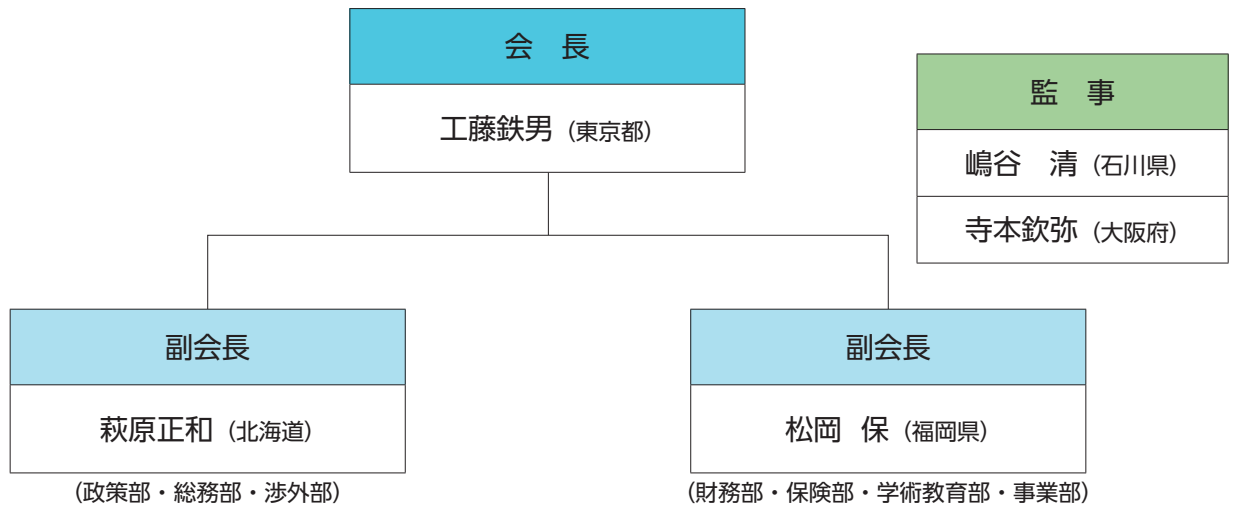 会　長
工藤鉄男（東京都）
監　事
嶋谷　清（石川県）
寺本欽弥（大阪府）
副会長
萩原正和（北海道）
（政策部・総務部・渉外部）
副会長
松岡 保（福岡県）
（財務部・保険部・学術教育部・事業部）